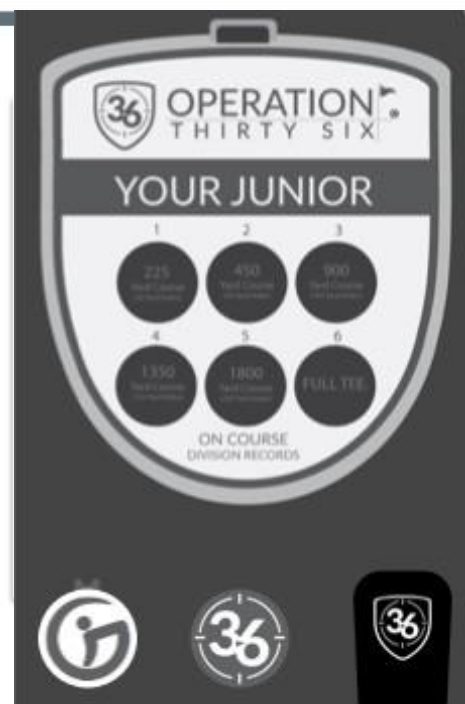 36 OPERATION
THIRTY SIX
YOUR JUNIOR
1 2 3
225 450 900
Yard Course Yard Course Yard Course
4 5 6
1350 1800 FULL TEE
Yard Course Yard Course
ON COURSE
DIVISION RECORDS
36 36